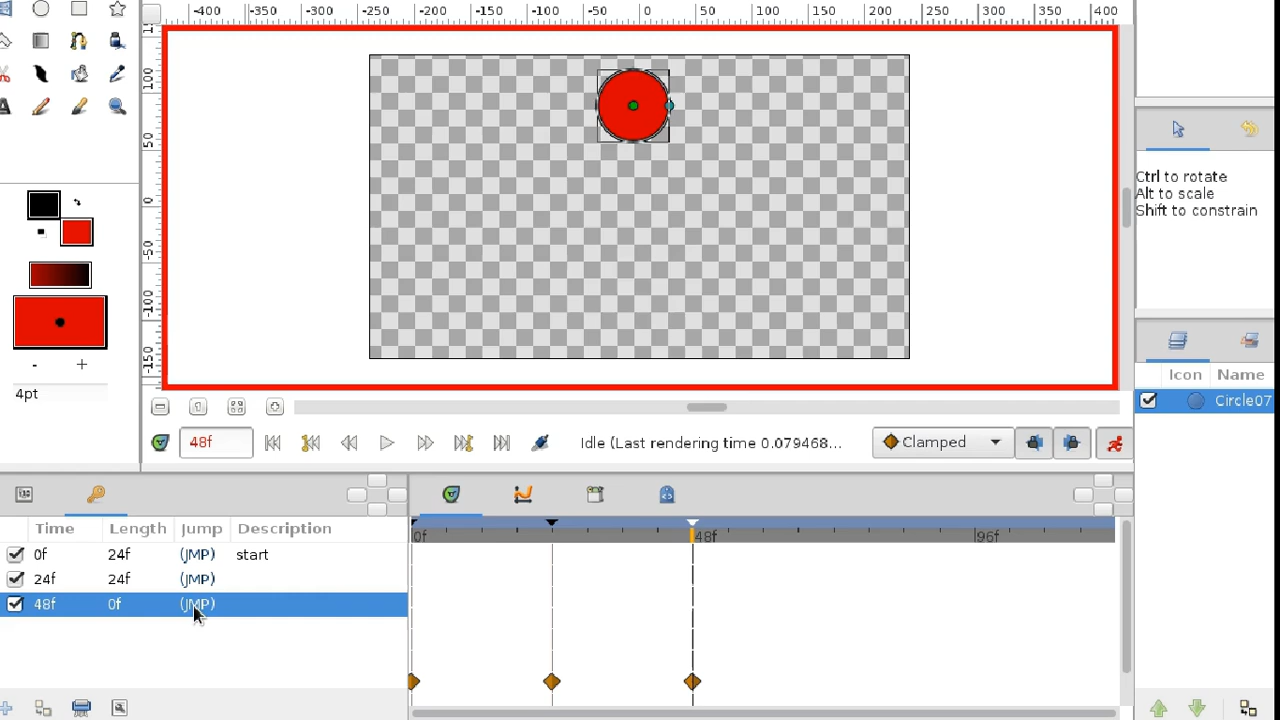 -400 -350 -300 -250 -200 -150 -100 -50 0 50 100 150 200 250 300 350 400
100
50
0
-50
-100
-150
Ctrl to rotate
Alt to scale
Shift to constrain
- +
4pt
Icon Name
Circle07
48f
Idle (Last rendering time 0.079468...
Clamped
Time Length Jump Description
0f 24f (JMP) start
24f 24f (JMP)
48f 0f (JMP)
0f 48f 96f